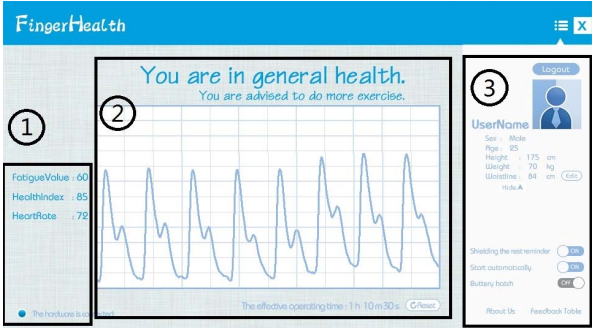 FingerHealth
X
1
2
3
You are in general health.
You are advised to do more exercise.
FatigueValue : 60
HealthIndex : 85
HeartRate : 72
The hardware is connected
The effective operating time : 1 h 10 m 30 s
Reset
Logout
UserName
Sex : Male
Age : 25
Height : 175 cm
Weight : 70 kg
Waistline : 84 cm Edit
Hide
Shielding the rest reminder ON
Start automatically ON
Buttery hatch OFF
About Us Feedback Table